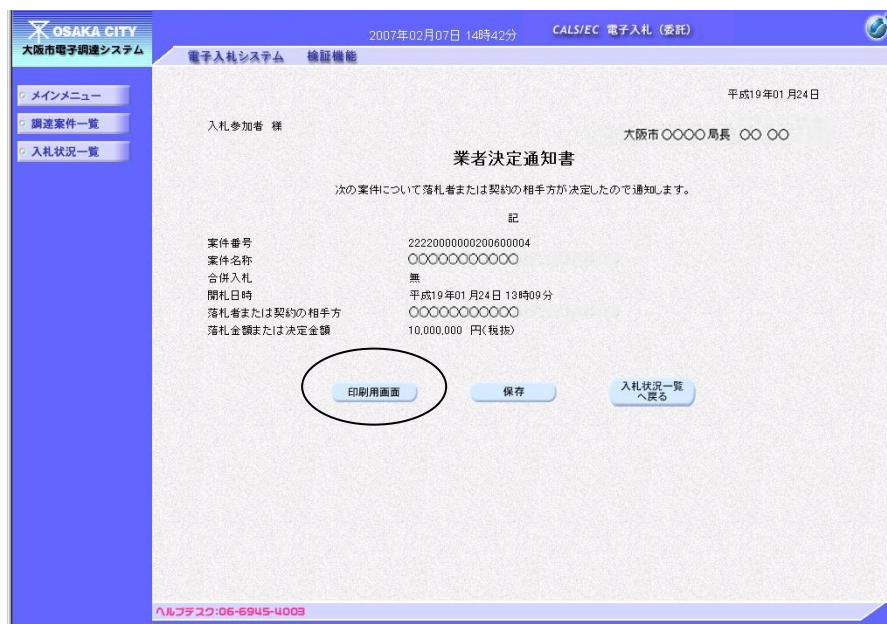 OSAKA CITY
大阪市電子調達システム
2007年02月07日 14時42分
CALS/EC 電子入札(委託)
電子入札システム 検証機能
メインメニュー
調達案件一覧
入札状況一覧
平成19年01月24日
入札参加者 様
大阪市〇〇〇〇局長 〇〇 〇〇
業者決定通知書
次の案件について落札者または契約の相手方が決定したので通知します。
記
案件番号 22220000000200600004
案件名称 〇〇〇〇〇〇〇〇〇〇〇
合併入札 無
開札日時 平成19年01月24日 13時09分
落札者または契約の相手方 〇〇〇〇〇〇〇〇〇〇〇
落札金額または決定金額 10,000,000 円(税抜)
印刷用画面 保存 入札状況一覧
へ戻る
ヘルプデスク:06-6945-4003